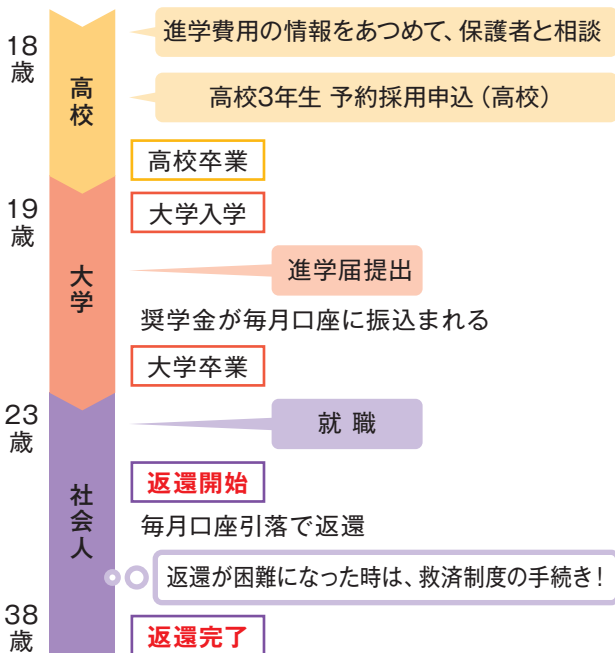 18
歳
高校
進学費用の情報をあつめて、保護者と相談
高校3年生 予約採用申込（高校）
高校卒業
19
歳
大学
大学入学
進学届提出
奨学金が毎月口座に振込まれる
大学卒業
23
歳
社会人
就 職
返還開始
毎月口座引落で返還
返還が困難になった時は、救済制度の手続き！
38
歳
返還完了